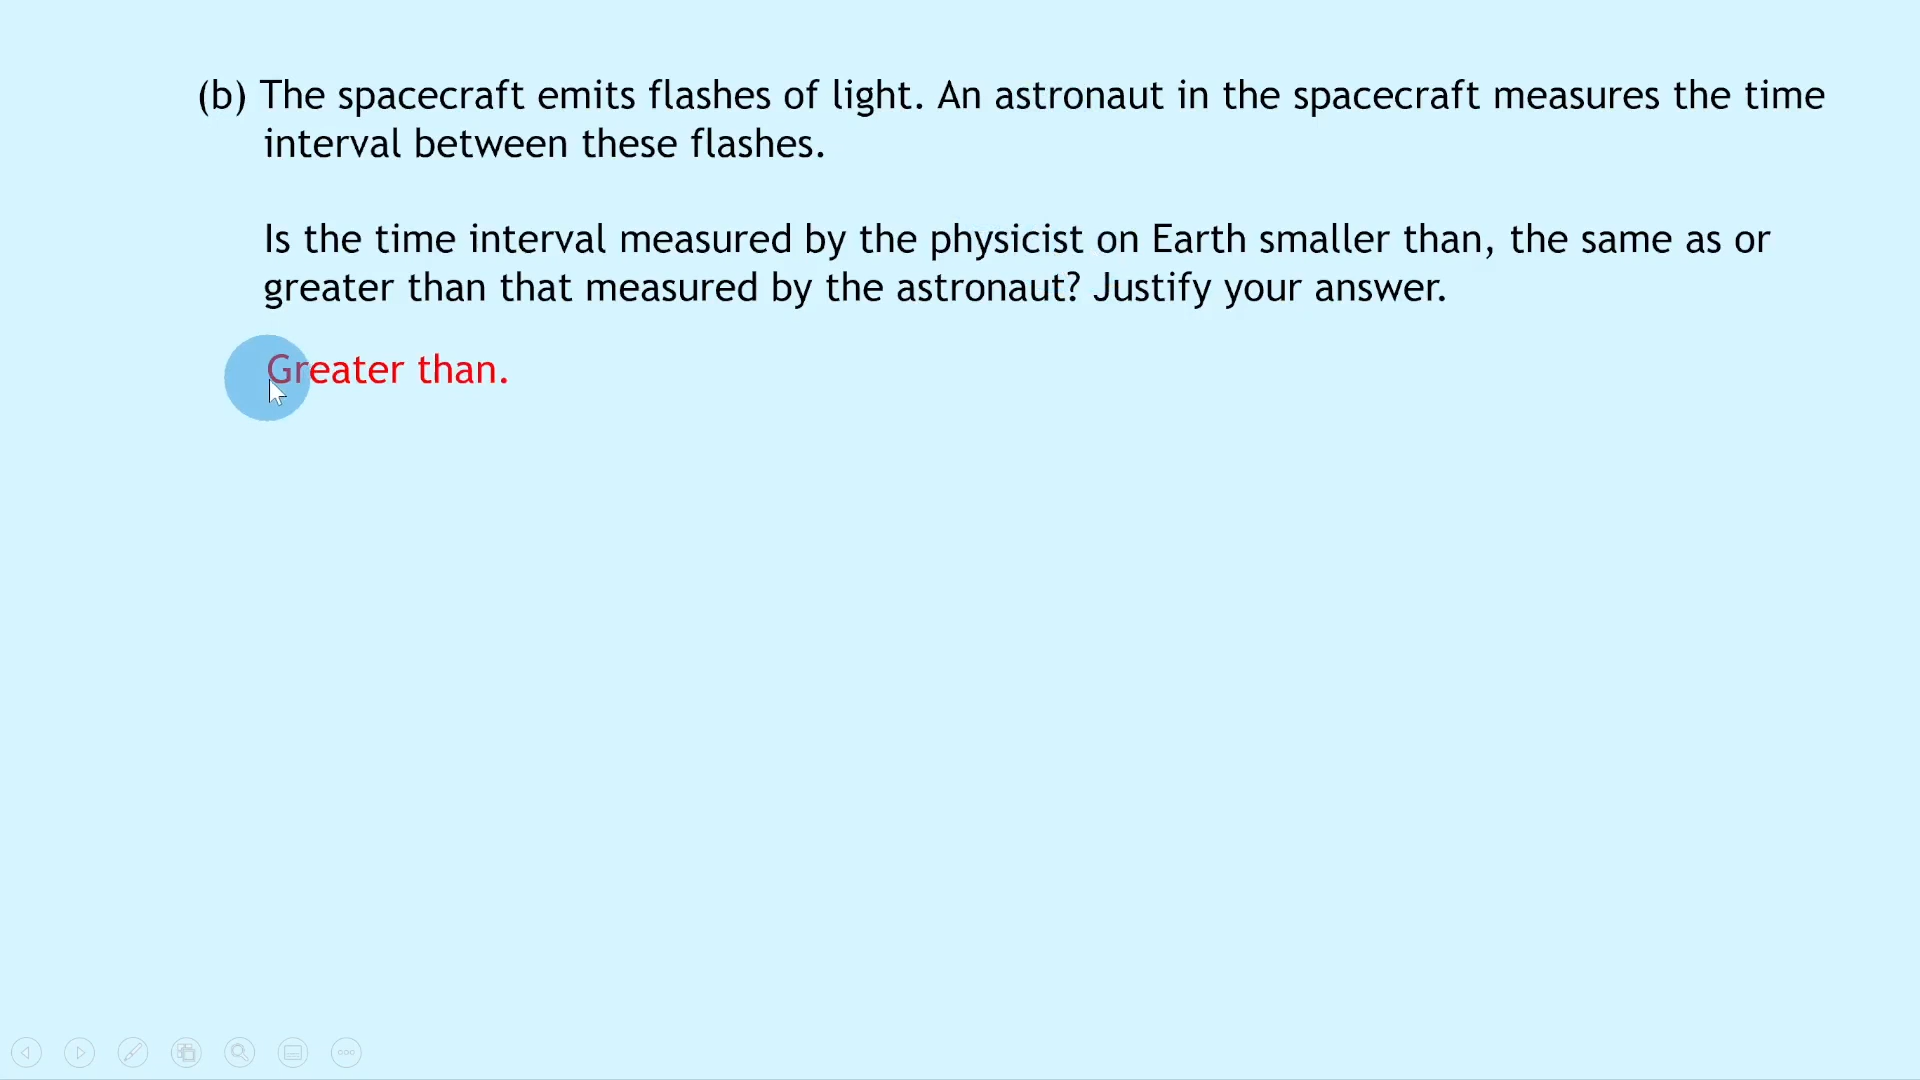 (b) The spacecraft emits flashes of light. An astronaut in the spacecraft measures the time
interval between these flashes.
Is the time interval measured by the physicist on Earth smaller than, the same as or
greater than that measured by the astronaut? Justify your answer.
Greater than.